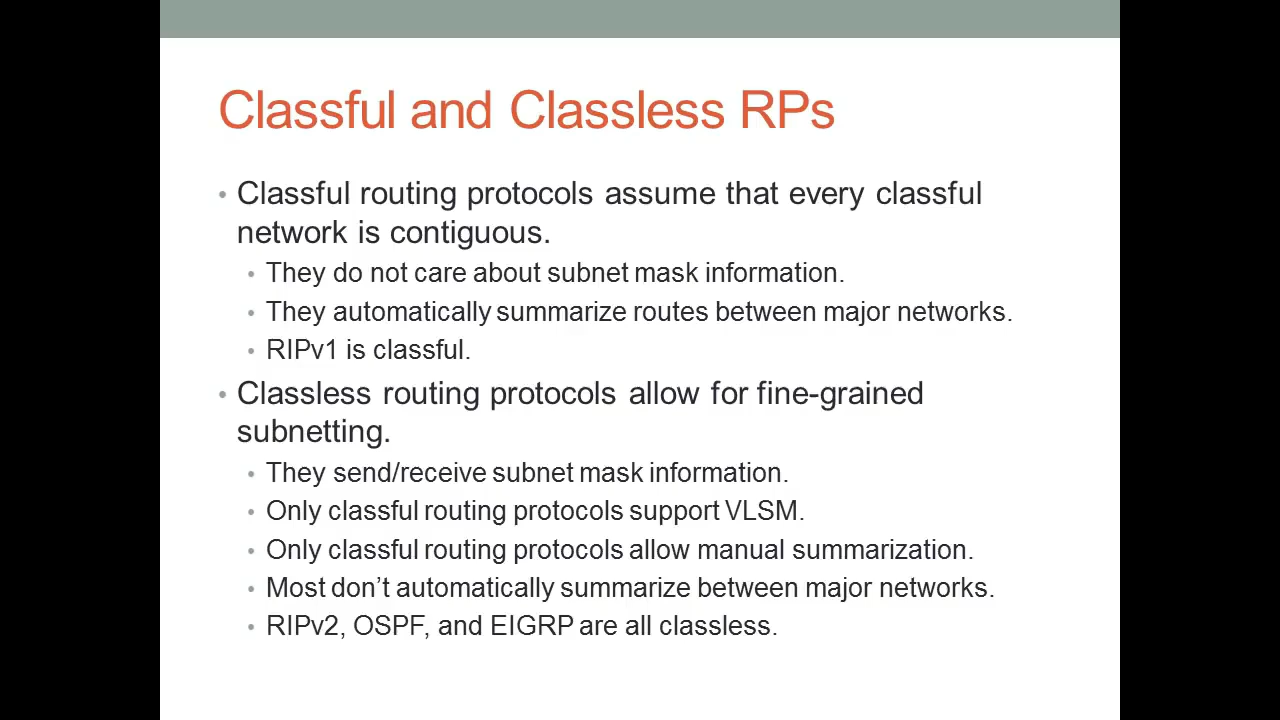 Classful and Classless RPs
• Classful routing protocols assume that every classful
network is contiguous.
• They do not care about subnet mask information.
• They automatically summarize routes between major networks.
• RIPv1 is classful.
• Classless routing protocols allow for fine-grained
subnetting.
• They send/receive subnet mask information.
• Only classful routing protocols support VLSM.
• Only classful routing protocols allow manual summarization.
• Most don’t automatically summarize between major networks.
• RIPv2, OSPF, and EIGRP are all classless.